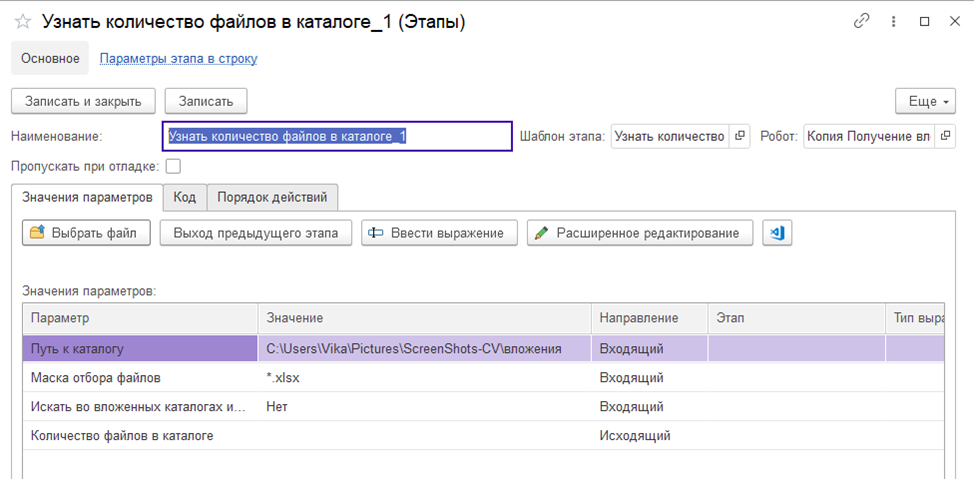 Узнать количество файлов в каталоге_1 (Этапы)
Основное Параметры этапа в строку
Записать и закрыть Записать Еще
Наименование: Узнать количество файлов в каталоге_1 Шаблон этапа: Узнать количество Робот: Копия Получение вл
Пропускать при отладке:
Значения параметров Код Порядок действий
Выбрать файл Выход предыдущего этапа Ввести выражение Расширенное редактирование
Значения параметров:
Параметр Значение Направление Этап Тип выра
Путь к каталогу C:\Users\Vika\Pictures\ScreenShots-CV\вложения Входящий
Маска отбора файлов *.xlsx Входящий
Искать во вложенных каталогах и... Нет Входящий
Количество файлов в каталоге Исходящий